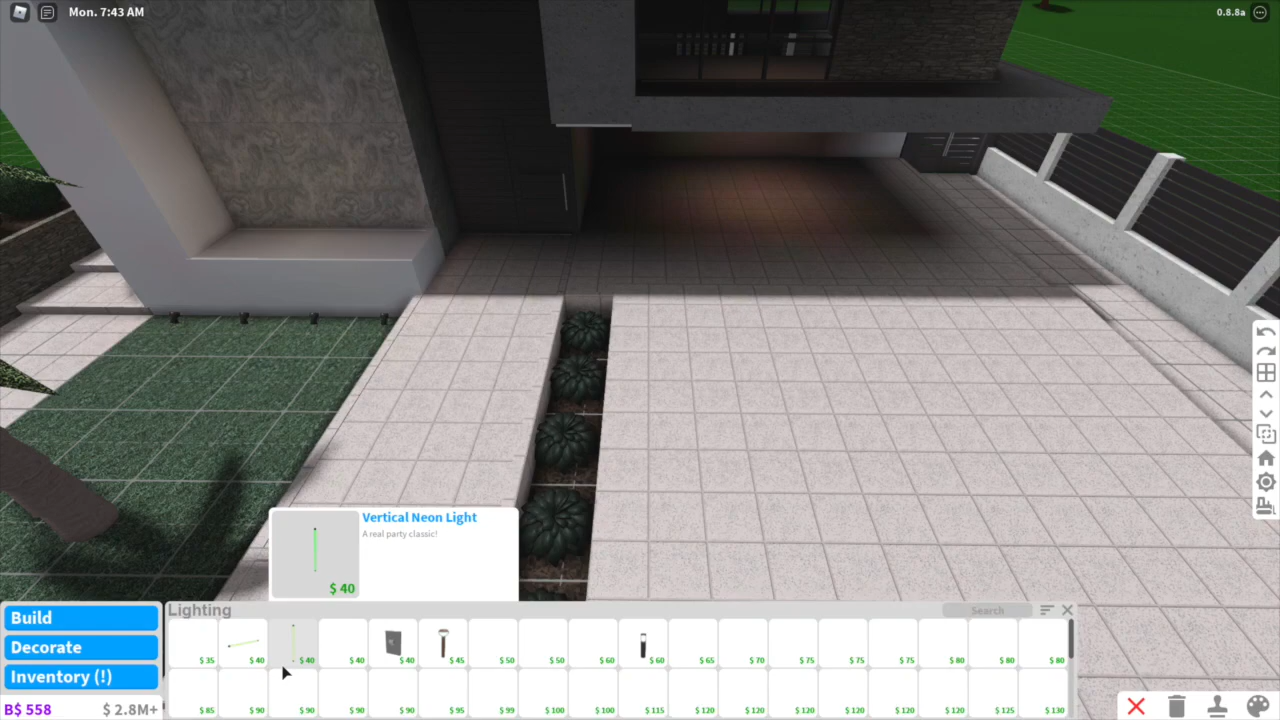 Mon. 7:43 AM
0.8.8a
Vertical Neon Light
A real party classic!
$ 40
Build
Decorate
Inventory (!)
B$ 558
$ 2.8M+
Lighting
Search
$ 35 $ 40 $ 40 $ 40 $ 40 $ 45 $ 50 $ 50 $ 60 $ 60 $ 65 $ 70 $ 75 $ 75 $ 75 $ 80 $ 80 $ 80
$ 85 $ 90 $ 90 $ 90 $ 90 $ 95 $ 99 $ 100 $ 100 $ 115 $ 120 $ 120 $ 120 $ 120 $ 120 $ 120 $ 125 $ 130